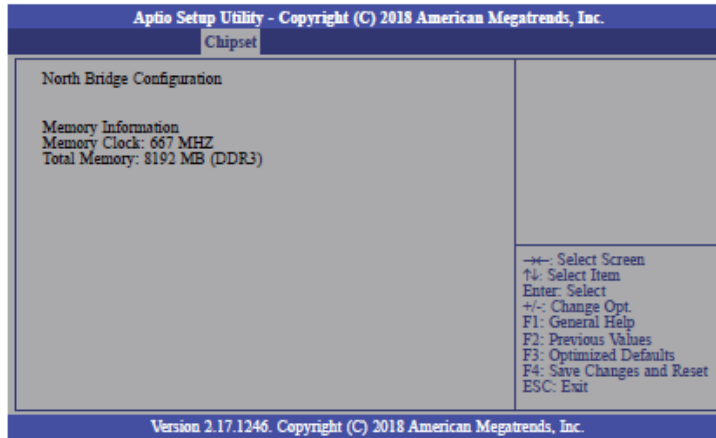 Aptio Setup Utility - Copyright (C) 2018 American Megatrends, Inc.
Chipset
North Bridge Configuration
Memory Information
Memory Clock: 667 MHZ
Total Memory: 8192 MB (DDR3)
→←: Select Screen
↑↓: Select Item
Enter: Select
+/-: Change Opt.
F1: General Help
F2: Previous Values
F3: Optimized Defaults
F4: Save Changes and Reset
ESC: Exit
Version 2.17.1246. Copyright (C) 2018 American Megatrends, Inc.